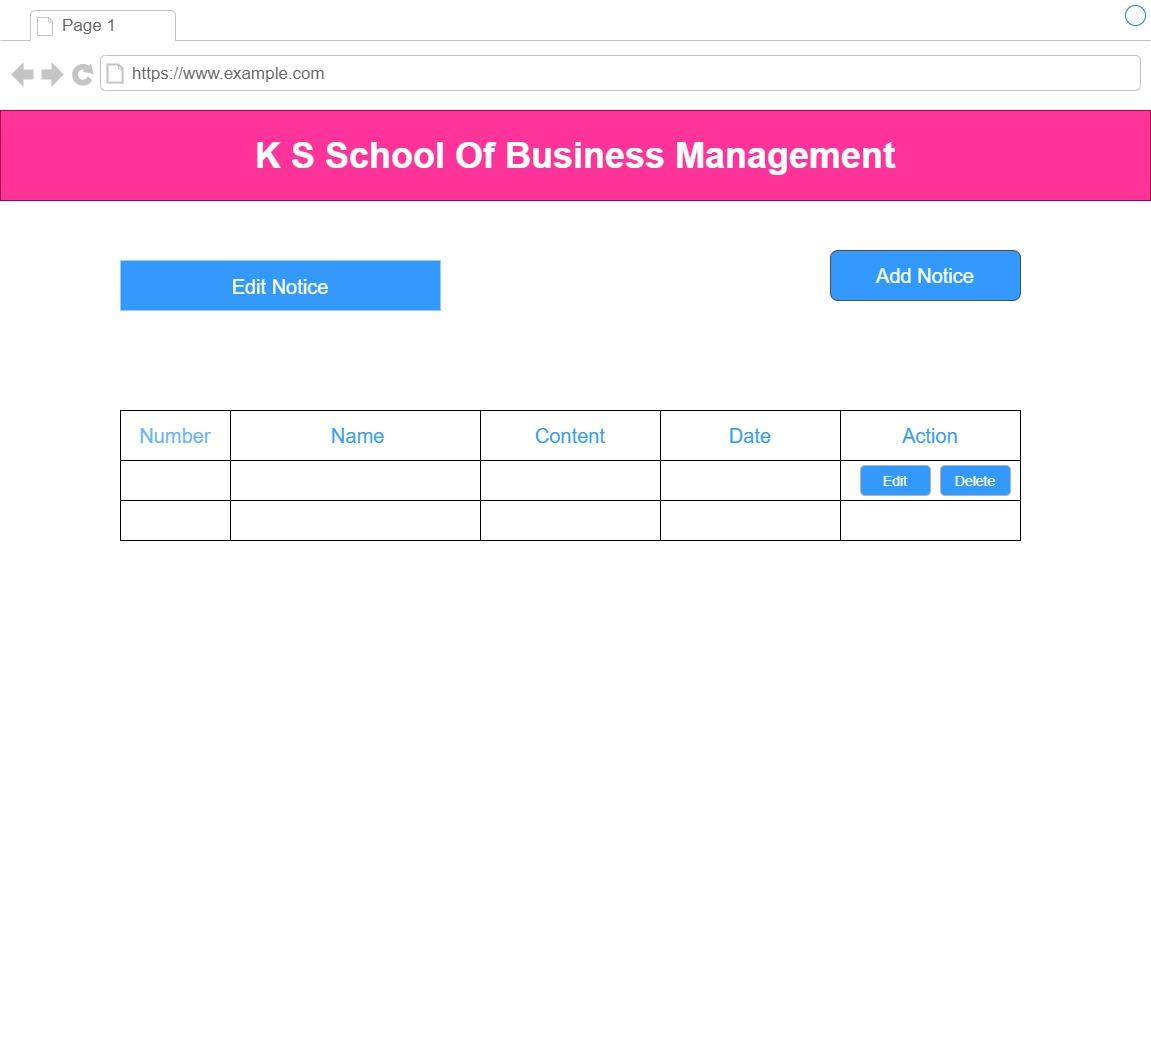 Page 1
https://www.example.com
K S School Of Business Management
Edit Notice
Add Notice
Number Name Content Date Action
Edit Delete